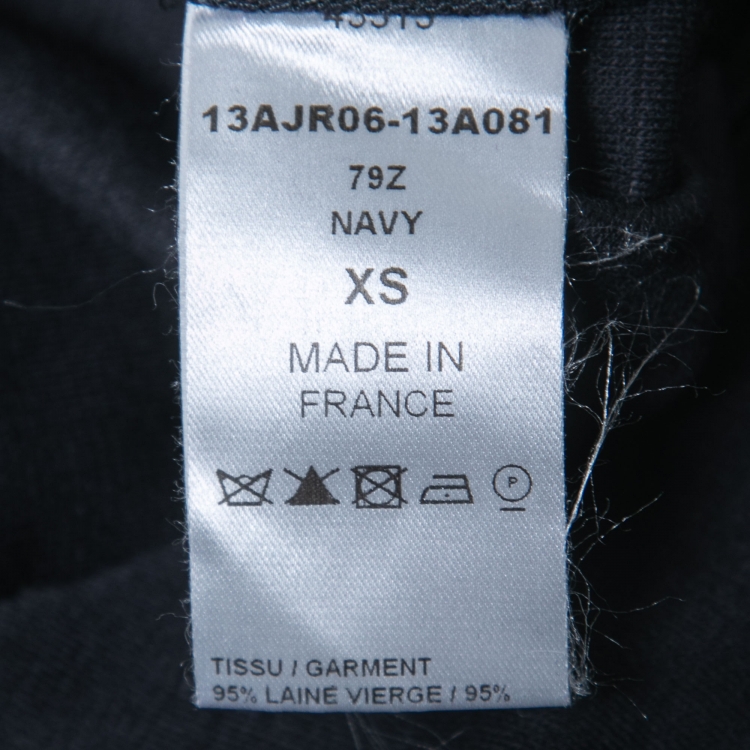 13AJR06-13A081
79Z
NAVY
XS
MADE IN
FRANCE
P
TISSU / GARMENT
95% LAINE VIERGE / 95%